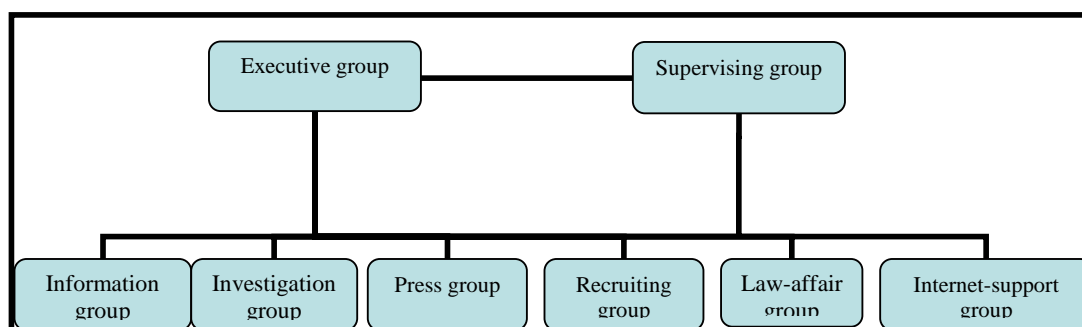 Executive group
Supervising group
Information
group
Investigation
group
Press group
Recruiting
group
Law-affair
group
Internet-support
group